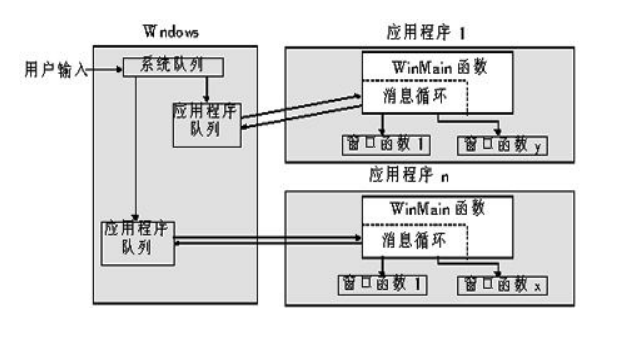 Windows
应用程序 1
用户输入
系统队列
WinMain 函数
消息循环
应用程序
队列
窗口函数 1
窗口函数 y
应用程序 n
WinMain 函数
消息循环
应用程序
队列
窗口函数 1
窗口函数 x